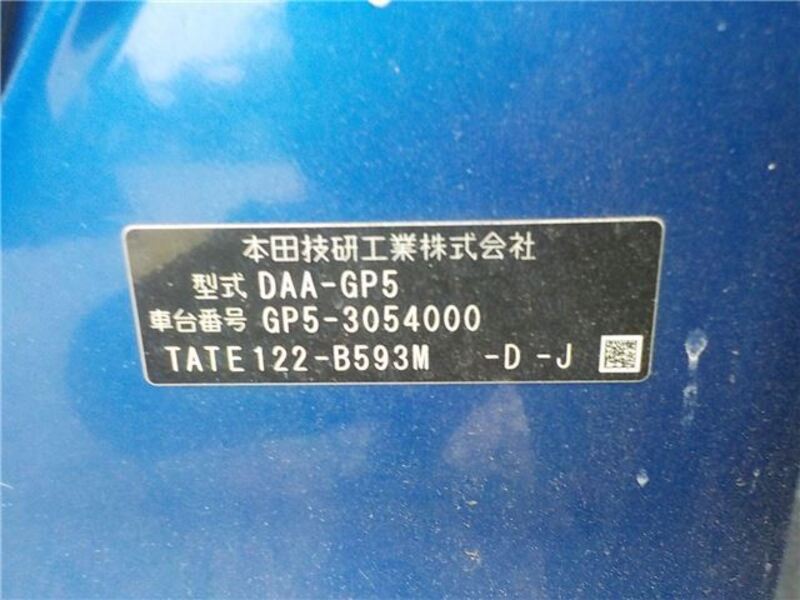 本田技研工業株式会社
型式 DAA-GP5
車台番号 GP5-3054000
TATE122-B593M -D -J